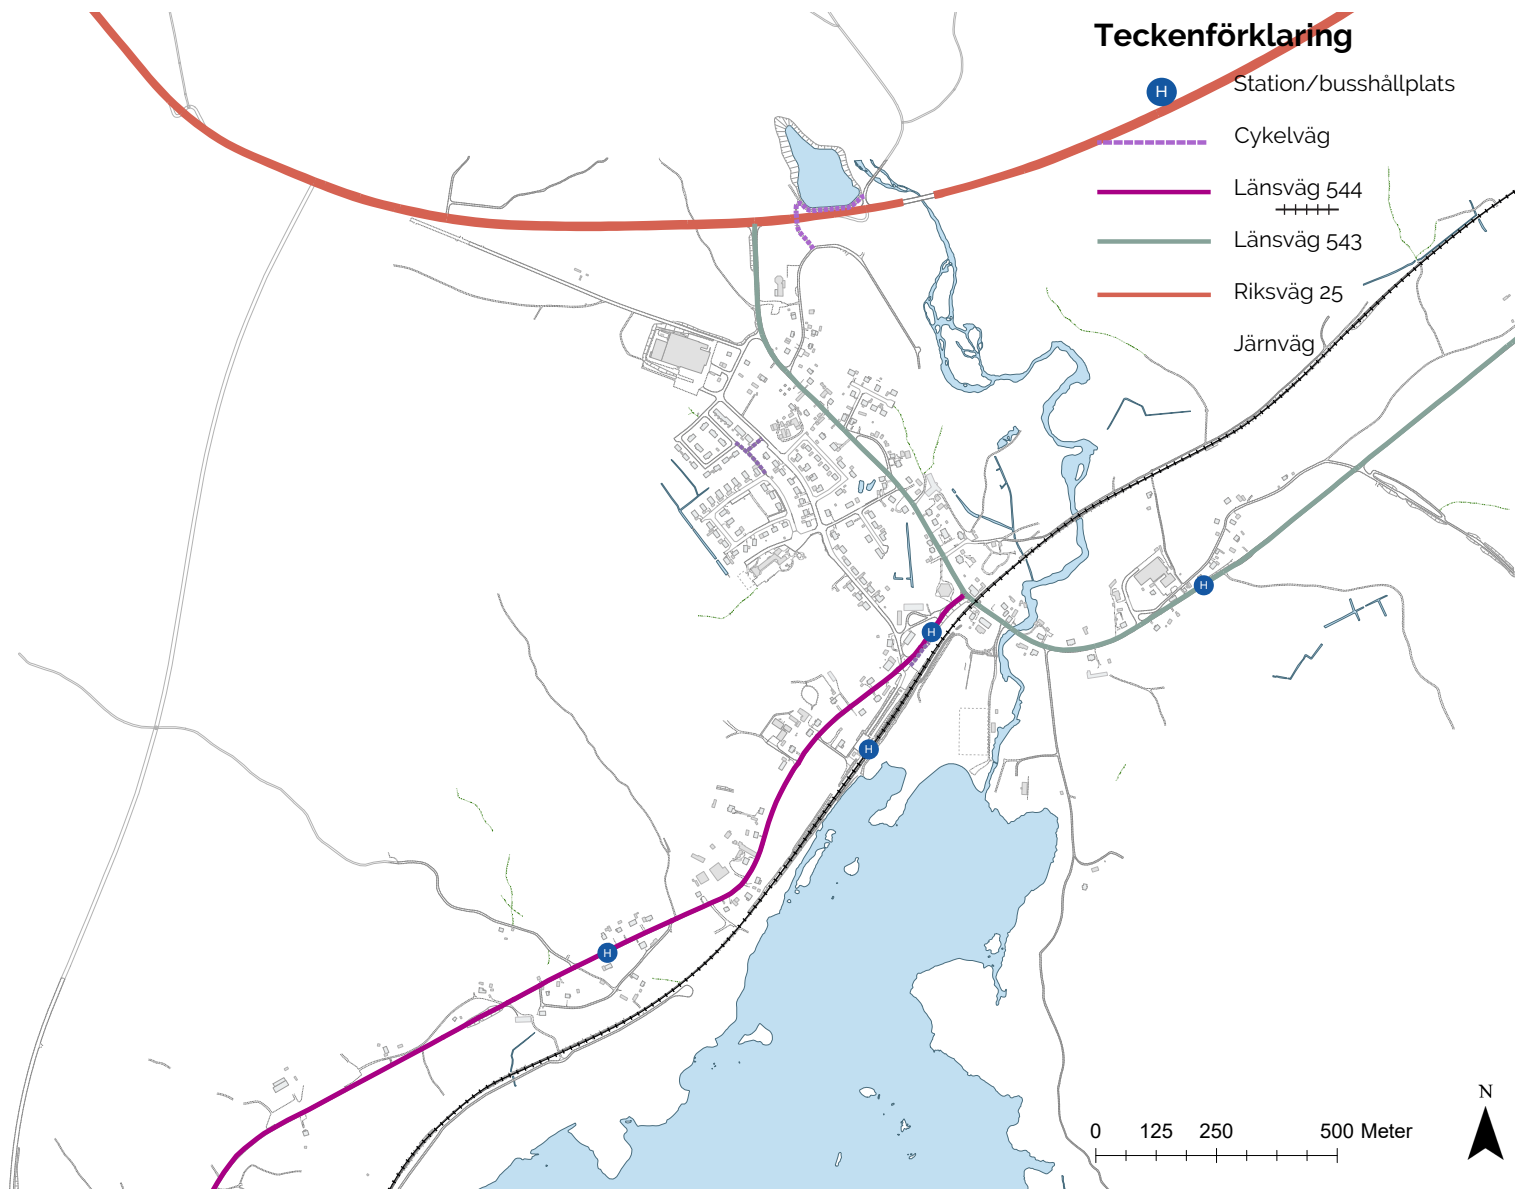 Teckenförklaring
H Station/busshållplats
Cykelväg
Länsväg 544
Länsväg 543
Riksväg 25
Järnväg
H
H
H
H
N
0 125 250 500 Meter